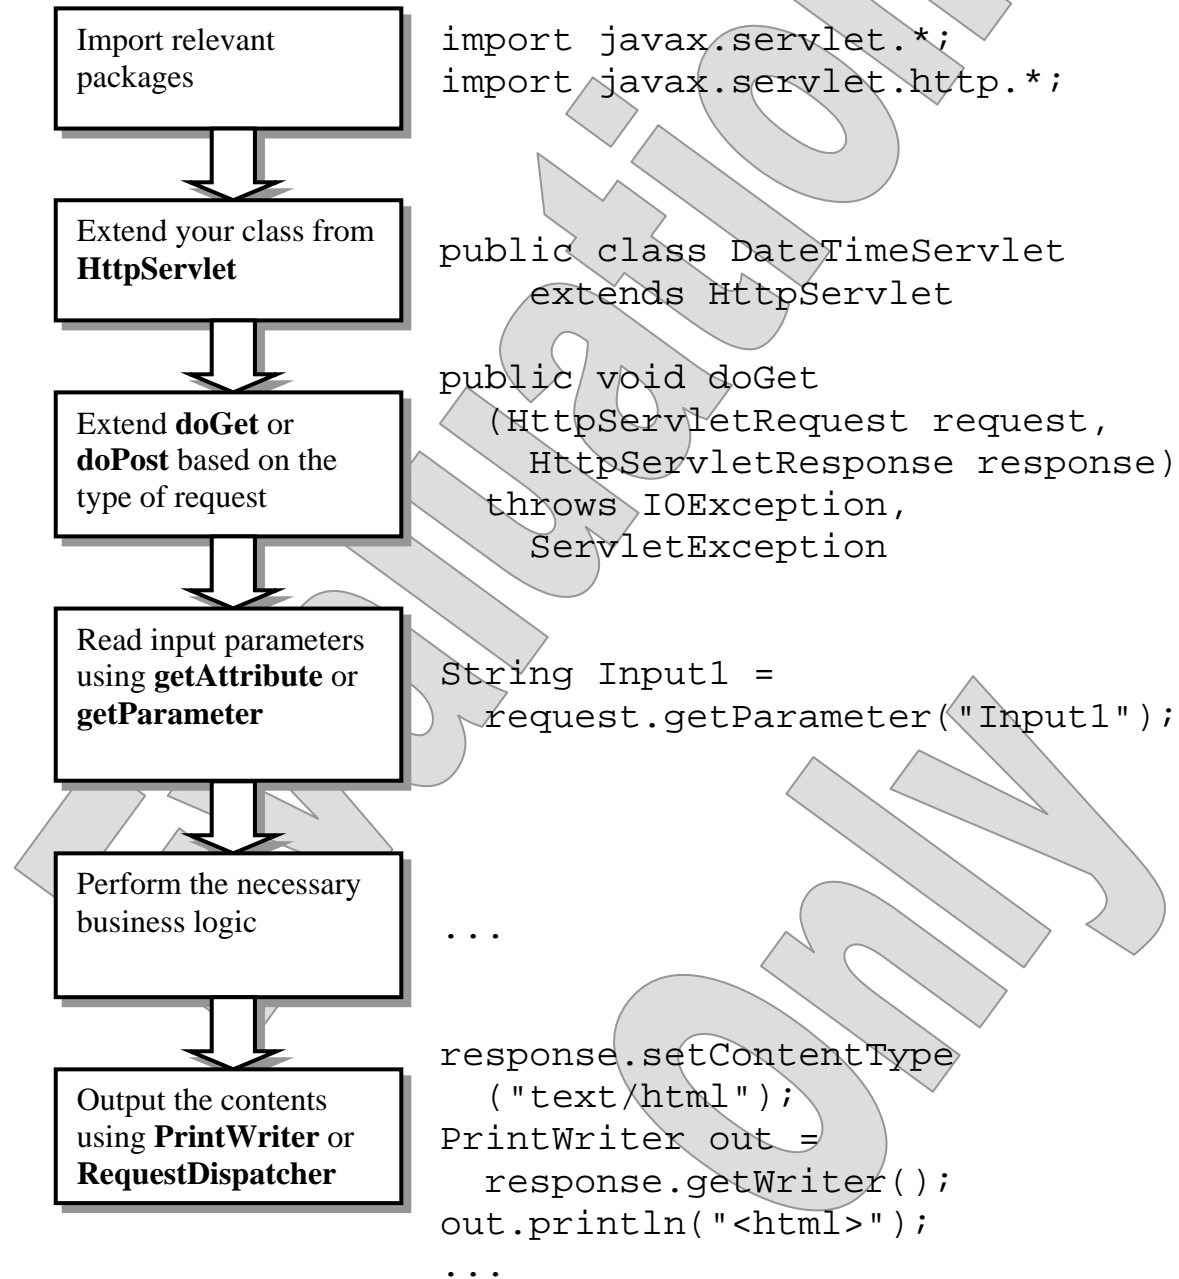 Import relevant
packages
import javax.servlet.*;
import javax.servlet.http.*;
Extend your class from
HttpServlet
public class DateTimeServlet
extends HttpServlet
Extend doGet or
doPost based on the
type of request
public void doGet
(HttpServletRequest request,
HttpServletResponse response)
throws IOException,
ServletException
Read input parameters
using getAttribute or
getParameter
String Input1 =
request.getParameter("Input1");
Perform the necessary
business logic
...
Output the contents
using PrintWriter or
RequestDispatcher
response.setContentType
("text/html");
PrintWriter out =
response.getWriter();
out.println("<html>");
...
Evaluation
Only